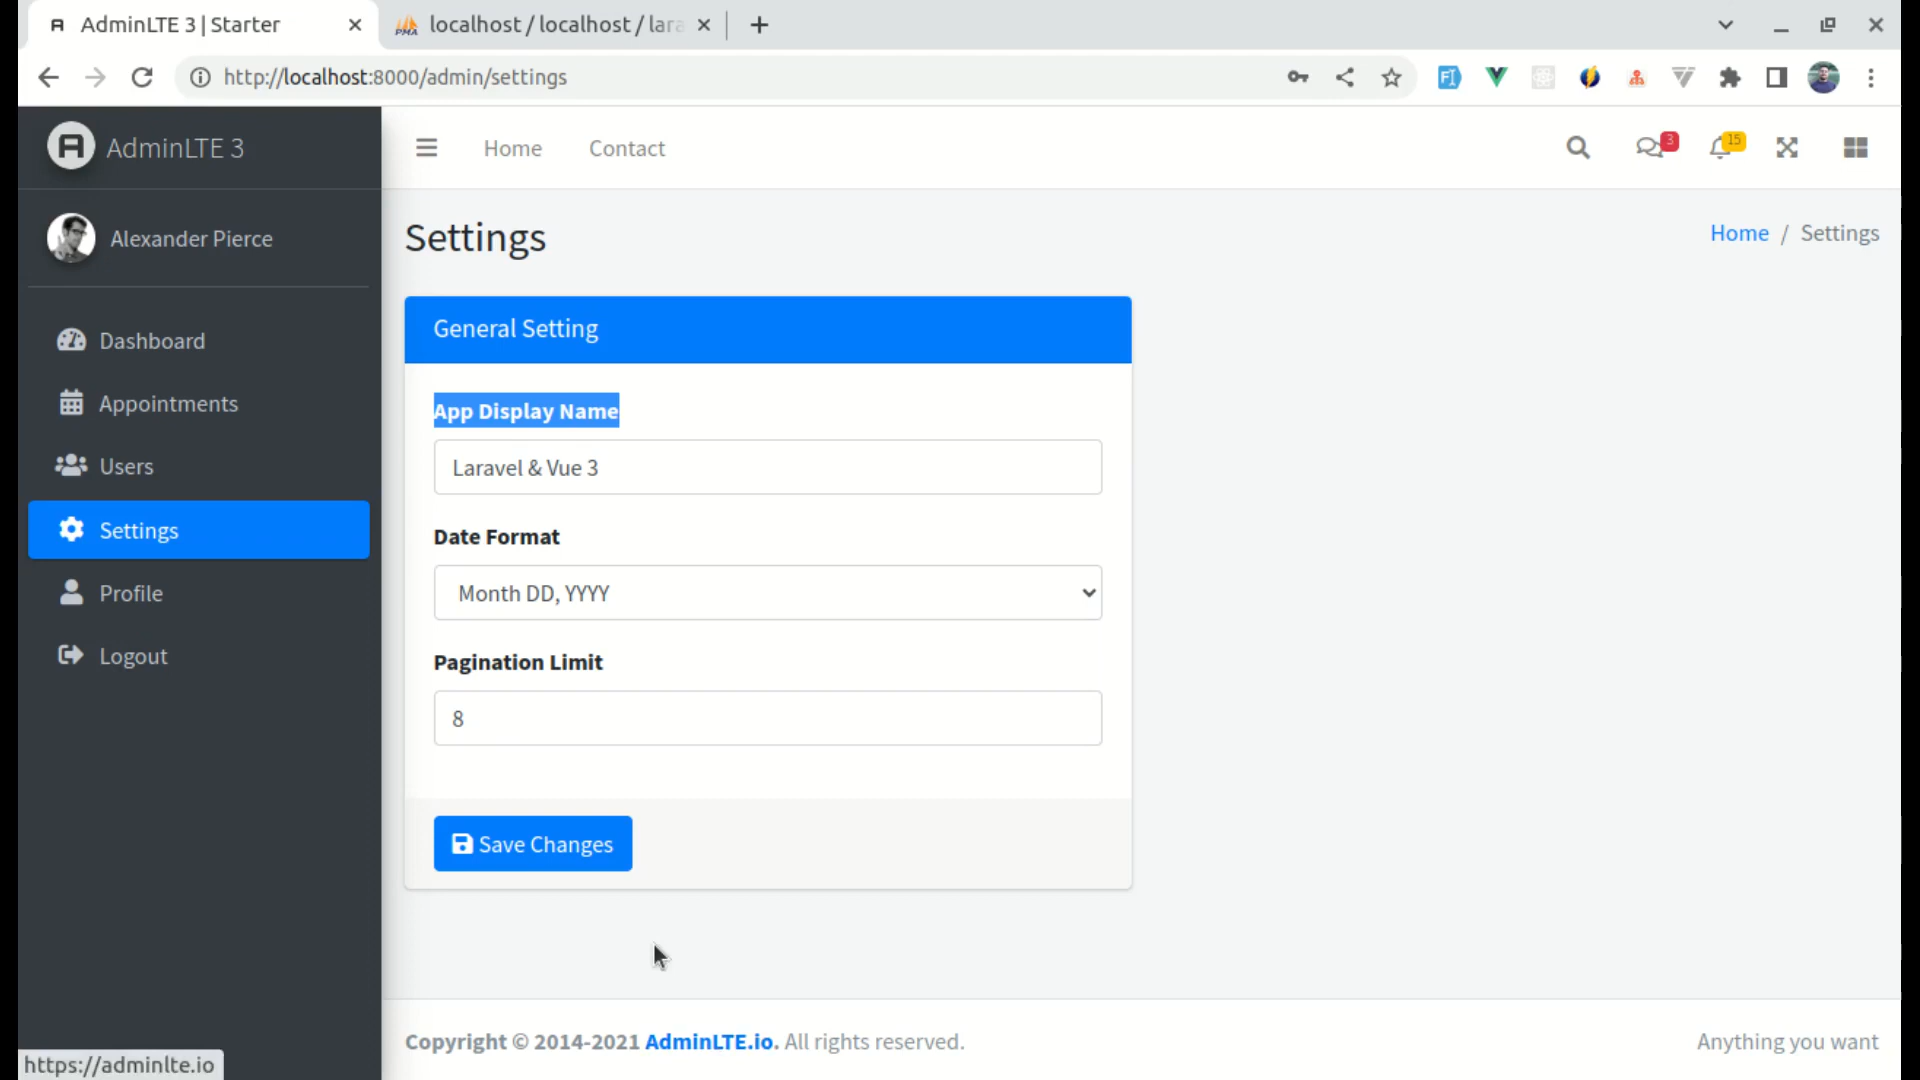 AdminLTE 3 | Starter
localhost / localhost / lara
http://localhost:8000/admin/settings
AdminLTE 3
Home
Contact
3
15
Alexander Pierce
Settings
Home / Settings
Dashboard
Appointments
Users
Settings
Profile
Logout
General Setting
App Display Name
Laravel & Vue 3
Date Format
Month DD, YYYY
Pagination Limit
8
Save Changes
Copyright © 2014-2021 AdminLTE.io. All rights reserved.
Anything you want
https://adminlte.io